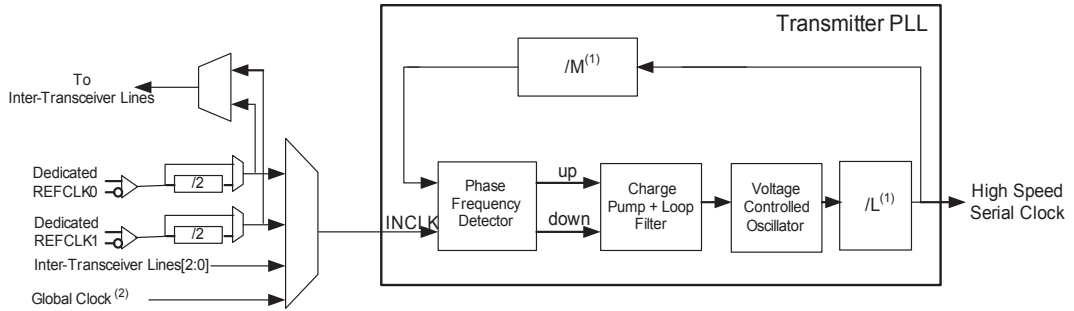 Transmitter PLL
/M(1)
To
Inter-Transceiver Lines
Dedicated
REFCLK0
/2
Dedicated
REFCLK1
/2
Inter-Transceiver Lines[2:0]
Global Clock (2)
INCLK
Phase
Frequency
Detector
up
down
Charge
Pump + Loop
Filter
Voltage
Controlled
Oscillator
/L(1)
High Speed
Serial Clock